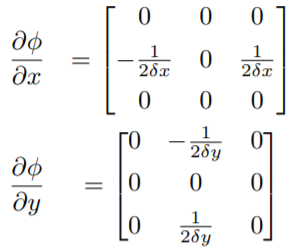 ∂ϕ/∂x = [ 0 0 0
−1/(2δx) 0 1/(2δx)
0 0 0 ]
∂ϕ/∂y = [ 0 −1/(2δy) 0
0 0 0
0 1/(2δy) 0 ]